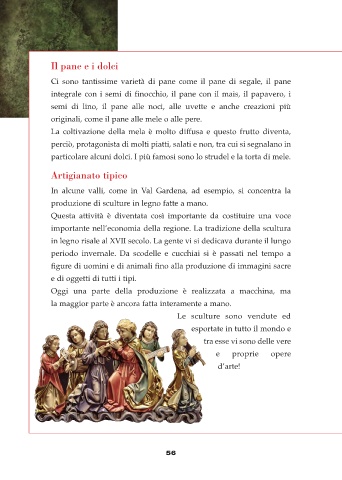 Il pane e i dolci
Ci sono tantissime varietà di pane come il pane di segale, il pane
integrale con i semi di finocchio, il pane con il mais, il papavero, i
semi di lino, il pane alle noci, alle uvette e anche creazioni più
originali, come il pane alle mele o alle pere.
La coltivazione della mela è molto diffusa e questo frutto diventa,
perciò, protagonista di molti piatti, salati e non, tra cui si segnalano in
particolare alcuni dolci. I più famosi sono lo strudel e la torta di mele.
Artigianato tipico
In alcune valli, come in Val Gardena, ad esempio, si concentra la
produzione di sculture in legno fatte a mano.
Questa attività è diventata così importante da costituire una voce
importante nell'economia della regione. La tradizione della scultura
in legno risale al XVII secolo. La gente vi si dedicava durante il lungo
periodo invernale. Da scodelle e cucchiai si è passati nel tempo a
figure di uomini e di animali fino alla produzione di immagini sacre
e di oggetti di tutti i tipi.
Oggi una parte della produzione è realizzata a macchina, ma
la maggior parte è ancora fatta interamente a mano.
Le sculture sono vendute ed
esportate in tutto il mondo e
tra esse vi sono delle vere
e proprie opere
d'arte!
56